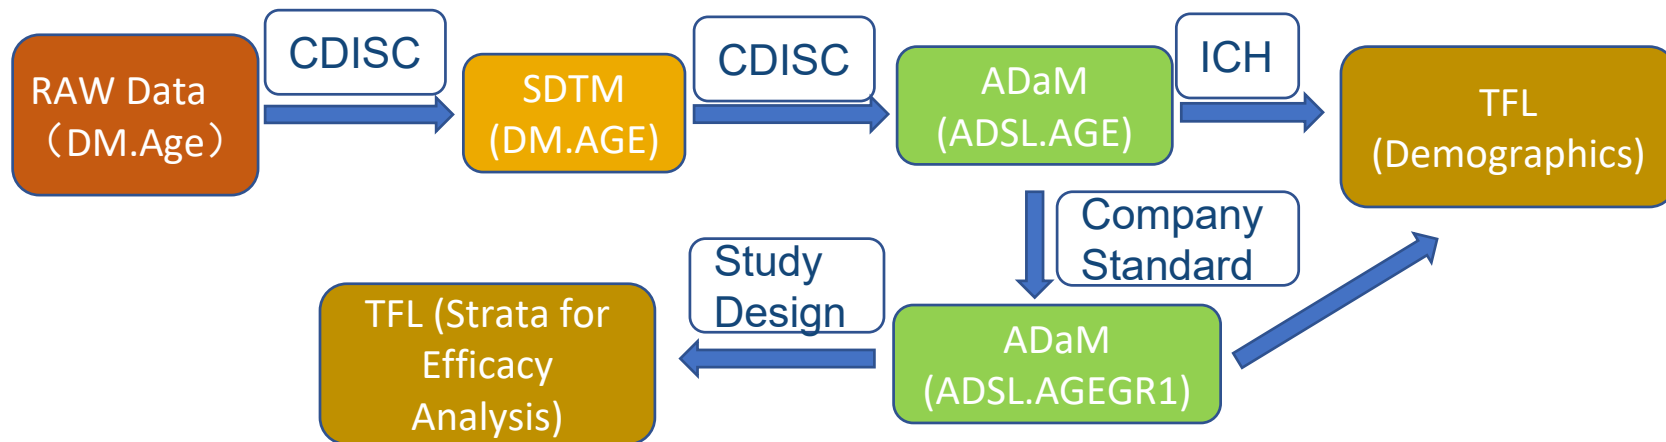 RAW Data
（DM.Age）
CDISC
SDTM
(DM.AGE)
CDISC
ADaM
(ADSL.AGE)
ICH
TFL
(Demographics)
Company
Standard
Study
Design
TFL (Strata for
Efficacy
Analysis)
ADaM
(ADSL.AGEGR1)